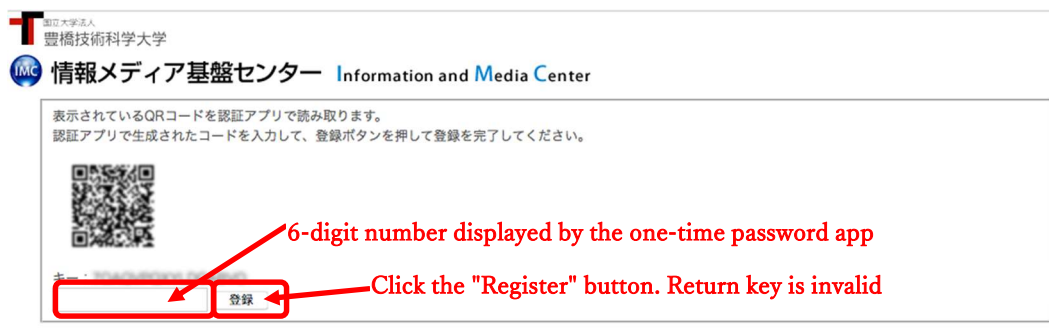 国立大学法人
豊橋技術科学大学
IMC 情報メディア基盤センター Information and Media Center
表示されているQRコードを認証アプリで読み取ります。
認証アプリで生成されたコードを入力して、登録ボタンを押して登録を完了してください。
6-digit number displayed by the one-time password app
キー：
Click the "Register" button. Return key is invalid
登録